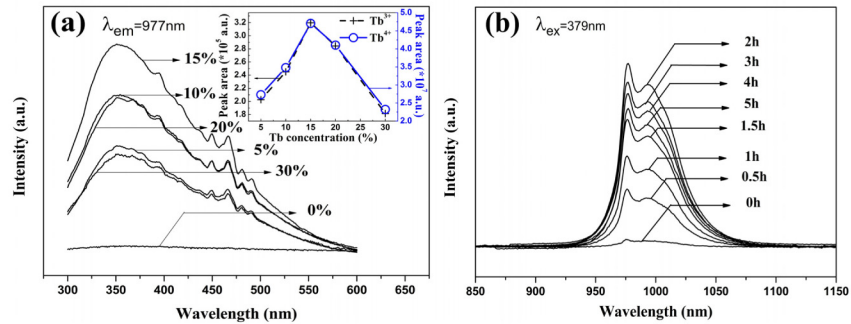 (a)
λem=977nm
15%
10%
20%
5%
30%
0%
Intensity (a.u.)
300 350 400 450 500 550 600 650
Wavelength (nm)
Peak area (*10⁵ a.u.)
3.2
3.0
2.8
2.6
2.4
2.2
2.0
1.8
Tb³⁺
Tb⁴⁺
5.0
4.5
4.0
3.5
3.0
2.5
2.0
Peak area (*10⁷ a.u.)
5 10 15 20 25 30
Tb concentration (%)
(b)
λex=379nm
2h
3h
4h
5h
1.5h
1h
0.5h
0h
Intensity (a.u.)
850 900 950 1000 1050 1100 1150
Wavelength (nm)